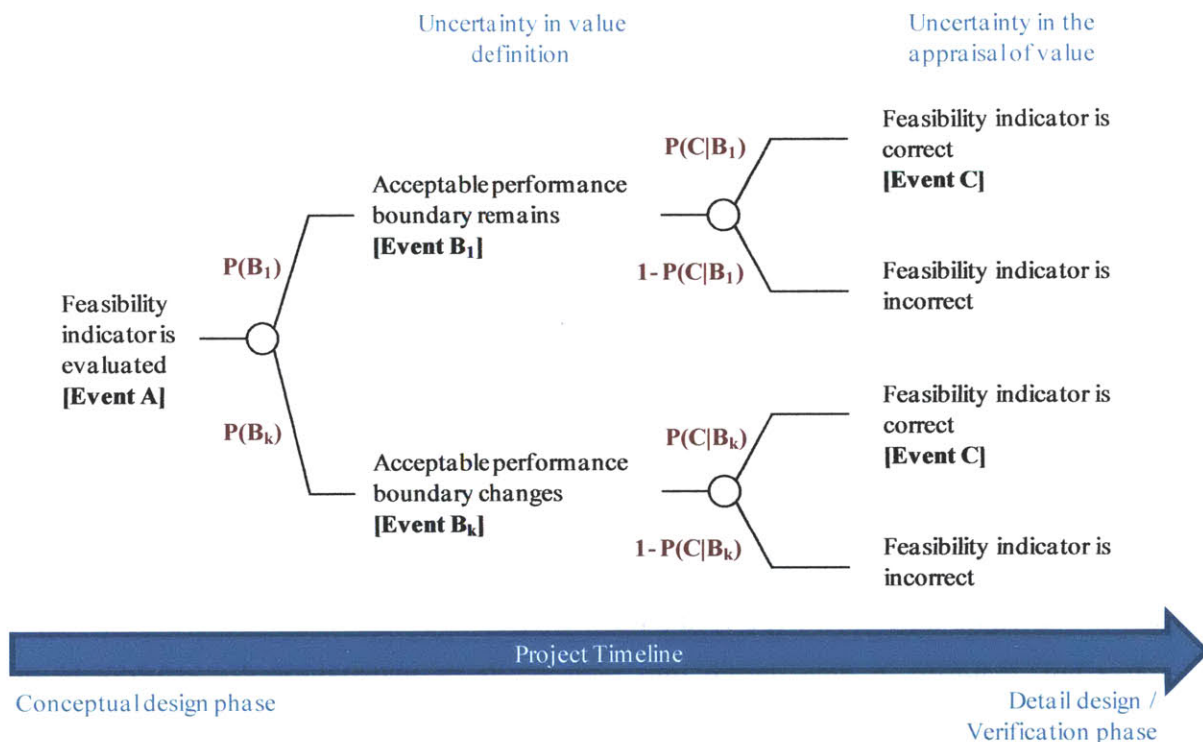 Uncertainty in value
definition
Uncertainty in the
appraisal of value
Feasibility indicator is
correct
[Event C]
P(C|B₁)
Acceptable performance
boundary remains
[Event B₁]
P(B₁)
1-P(C|B₁)
Feasibility indicator is
incorrect
Feasibility
indicator is
evaluated
[Event A]
P(Bₖ)
Acceptable performance
boundary changes
[Event Bₖ]
P(C|Bₖ)
Feasibility indicator is
correct
[Event C]
1-P(C|Bₖ)
Feasibility indicator is
incorrect
Project Timeline
Conceptual design phase
Detail design /
Verification phase